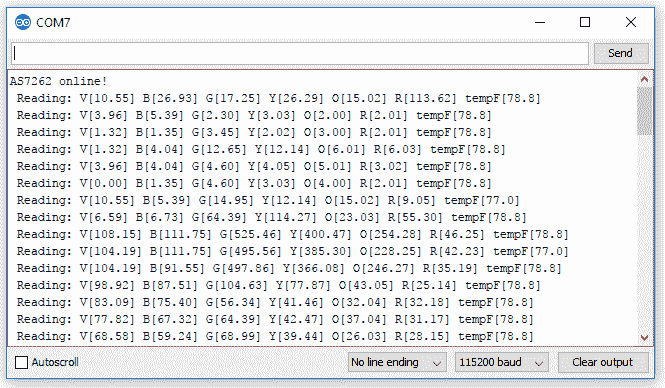 COM7
Send
AS7262 online!
Reading: V[10.55] B[26.93] G[17.25] Y[26.29] O[15.02] R[113.62] tempF[78.8]
Reading: V[3.96] B[5.39] G[2.30] Y[3.03] O[2.00] R[2.01] tempF[78.8]
Reading: V[1.32] B[1.35] G[3.45] Y[2.02] O[3.00] R[2.01] tempF[78.8]
Reading: V[1.32] B[4.04] G[12.65] Y[12.14] O[6.01] R[6.03] tempF[78.8]
Reading: V[3.96] B[4.04] G[4.60] Y[4.05] O[5.01] R[3.02] tempF[78.8]
Reading: V[0.00] B[1.35] G[4.60] Y[3.03] O[4.00] R[2.01] tempF[78.8]
Reading: V[10.55] B[5.39] G[14.95] Y[12.14] O[15.02] R[9.05] tempF[77.0]
Reading: V[6.59] B[6.73] G[64.39] Y[114.27] O[23.03] R[55.30] tempF[78.8]
Reading: V[108.15] B[111.75] G[525.46] Y[400.47] O[254.28] R[46.25] tempF[78.8]
Reading: V[104.19] B[111.75] G[495.56] Y[385.30] O[228.25] R[42.23] tempF[77.0]
Reading: V[104.19] B[91.55] G[497.86] Y[366.08] O[246.27] R[35.19] tempF[78.8]
Reading: V[98.92] B[87.51] G[104.63] Y[77.87] O[43.05] R[25.14] tempF[78.8]
Reading: V[83.09] B[75.40] G[56.34] Y[41.46] O[32.04] R[32.18] tempF[78.8]
Reading: V[77.82] B[67.32] G[64.39] Y[42.47] O[37.04] R[31.17] tempF[78.8]
Reading: V[68.58] B[59.24] G[68.99] Y[39.44] O[26.03] R[28.15] tempF[78.8]
Autoscroll
No line ending
115200 baud
Clear output